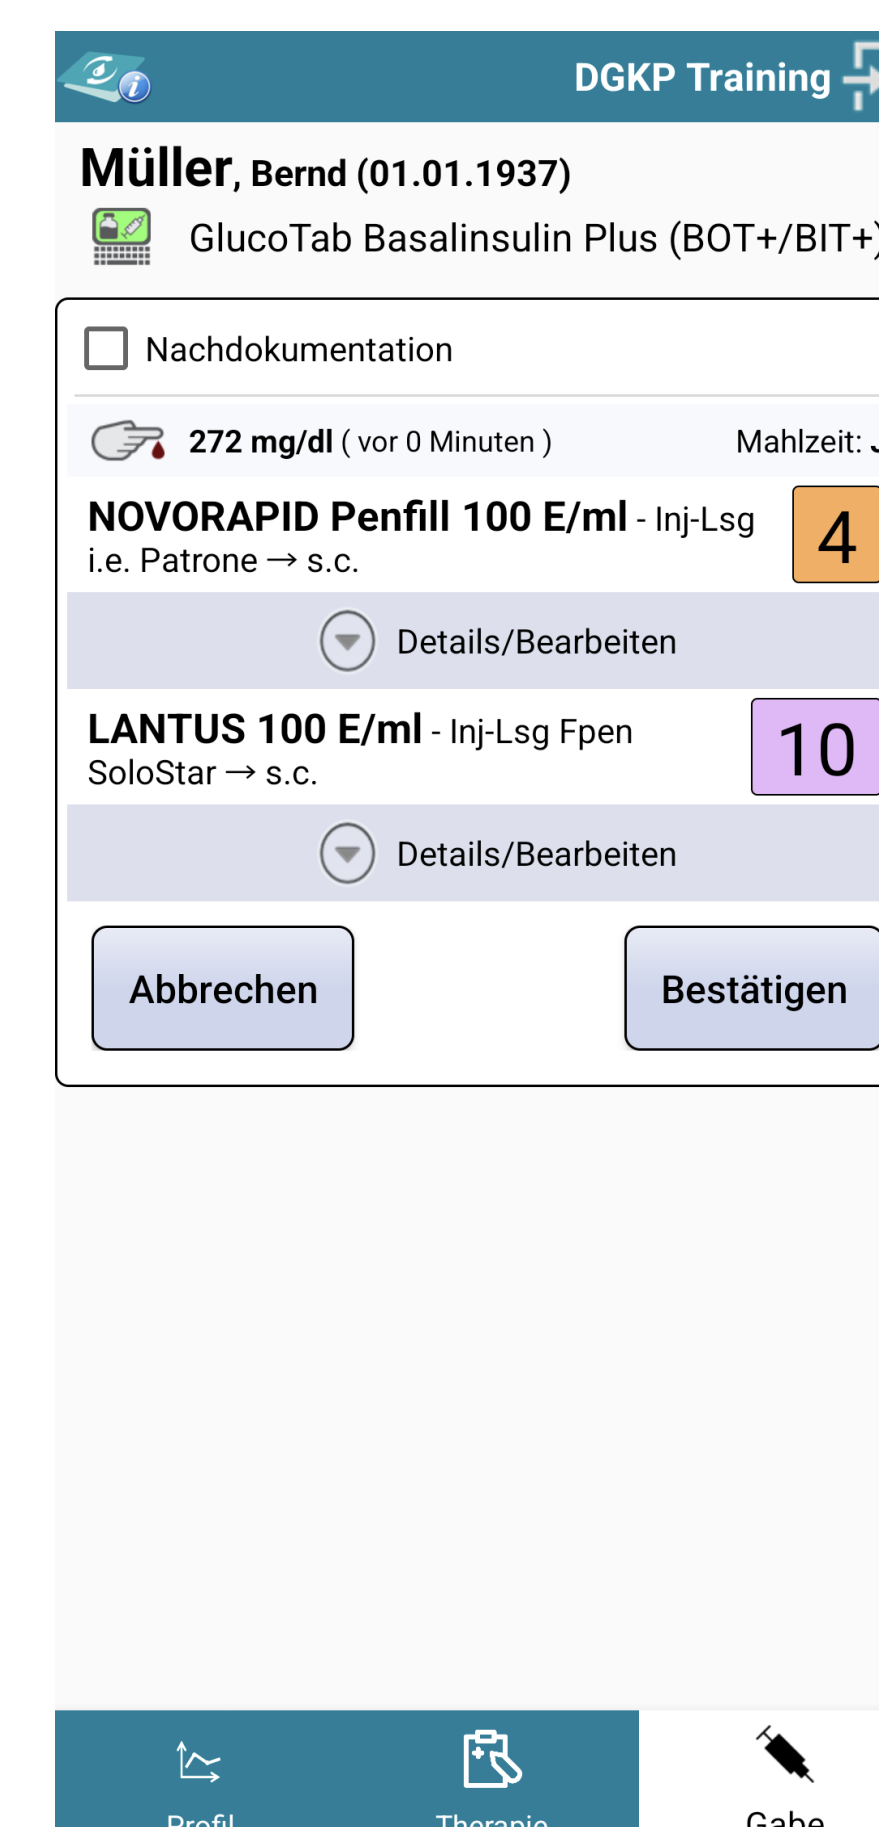 DGKP Training
Müller, Bernd (01.01.1937)
GlucoTab Basalinsulin Plus (BOT+/BIT+)
Nachdokumentation
272 mg/dl ( vor 0 Minuten ) Mahlzeit:
NOVORAPID Penfill 100 E/ml - Inj-Lsg
i.e. Patrone → s.c.
4
Details/Bearbeiten
LANTUS 100 E/ml - Inj-Lsg Fpen
SoloStar → s.c.
10
Details/Bearbeiten
Abbrechen Bestätigen
Profil Therapie Gabe